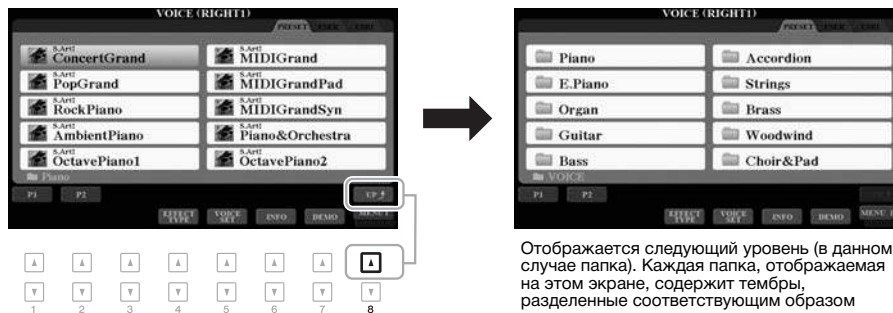 VOICE (RIGHT1)
PRESET USER USB1
S.Art! ConcertGrand
S.Art! MIDIGrand
S.Art! PopGrand
S.Art! MIDIGrandPad
S.Art! RockPiano
S.Art! MIDIGrandSyn
S.Art! AmbientPiano
S.Art! Piano&Orchestra
S.Art! OctavePiano1
S.Art! OctavePiano2
Piano
P1 P2 UP
EFFECT TYPE VOICE SET INFO DEMO MENU 1
1 2 3 4 5 6 7 8
VOICE (RIGHT1)
PRESET USER USB1
Piano
Accordion
E.Piano
Strings
Organ
Brass
Guitar
Woodwind
Bass
Choir&Pad
VOICE
P1 P2
EFFECT TYPE VOICE SET INFO DEMO MENU 1
Отображается следующий уровень (в данном
случае папка). Каждая папка, отображаемая
на этом экране, содержит тембры,
разделенные соответствующим образом